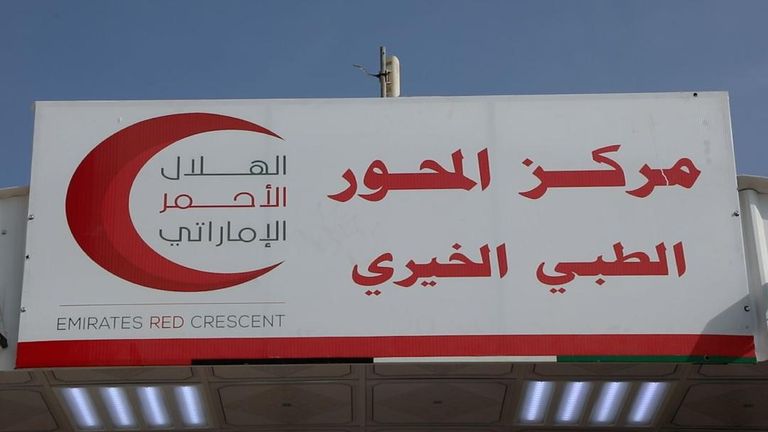 مركز المحور
الطبي الخيري
الهلال
الأحمر
الإماراتي
EMIRATES RED CRESCENT